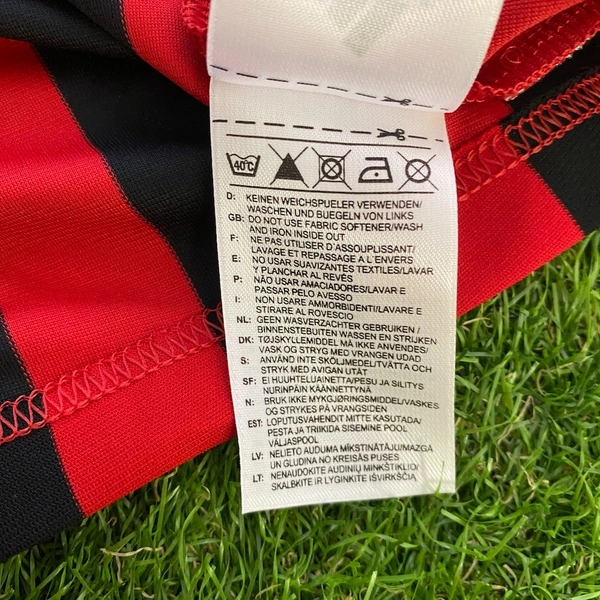 40°C
D: KEINEN WEICHSPUELER VERWENDEN/
WASCHEN UND BUEGELN VON LINKS
GB: DO NOT USE FABRIC SOFTENER/WASH
AND IRON INSIDE OUT
F: NE PAS UTILISER D'ASSOUPLISSANT/
LAVAGE ET REPASSAGE A L'ENVERS
E: NO USAR SUAVIZANTES TEXTILES/LAVAR
Y PLANCHAR AL REVÉS
P: NÃO USAR AMACIADORES/LAVAR E
PASSAR PELO AVESSO
I: NON USARE AMMORBIDENTI/LAVARE E
STIRARE AL ROVESCIO
NL: GEEN WASVERZACHTER GEBRUIKEN /
BINNENSTEBUITEN WASSEN EN STRIJKEN
DK: TØJSKYLLEMIDDEL MÅ IKKE ANVENDES/
VASK OG STRYG MED VRANGEN UDAD
S: ANVÄND INTE SKÖLJMEDEL/TVÄTTA OCH
STRYK MED AVIGAN UTÅT
SF: EI HUUHTELUAINETTA/PESU JA SILITYS
NURINPÄIN KÄÄNNETTYNÄ
N: BRUK IKKE MYKGJØRINGSMIDDEL/VASKES
OG STRYKES PÅ VRANGSIDEN
EST: LOPUTUSVAHENDIT MITTE KASUTADA/
PESTA JA TRIIKIDA SISEMINE POOL
VÄLJASPOOL
LV: NELIETO AUDUMA MĪKSTINĀTĀJU/MAZGA
UN GLUDINA NO KREISĀS PUSES
LT: NENAUDOKITE AUDINIŲ MINKŠTIKLIO/
SKALBKITE IR LYGINKITE IŠVIRKŠČIĄ